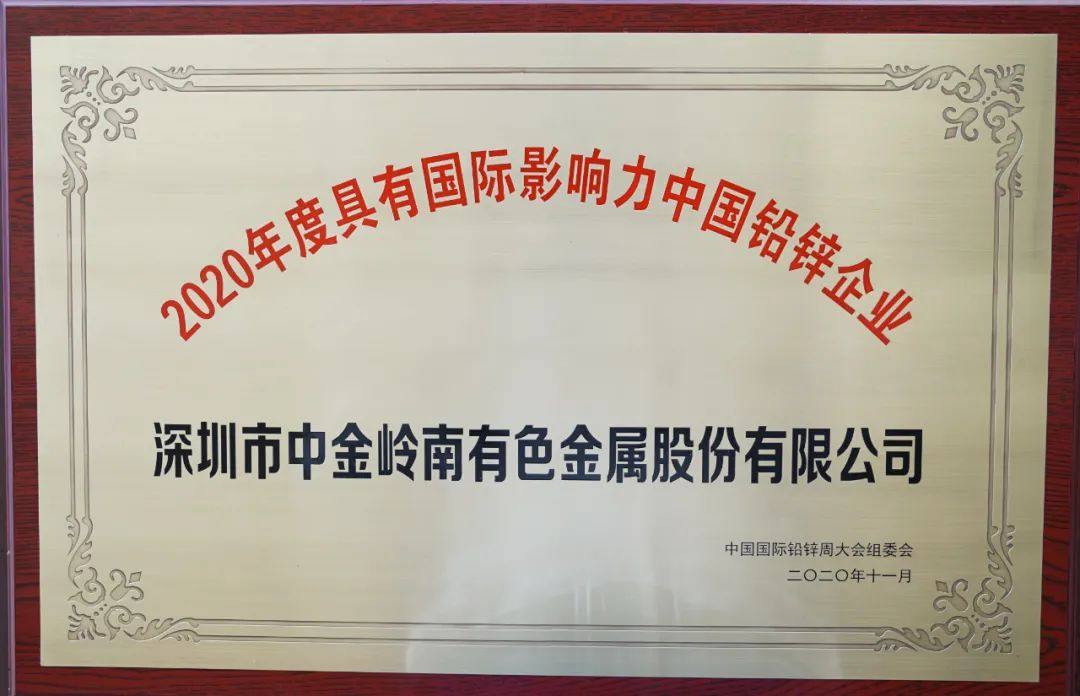 2020年度具有国际影响力中国铅锌企业
深圳市中金岭南有色金属股份有限公司
中国国际铅锌周大会组委会
二〇二〇年十一月